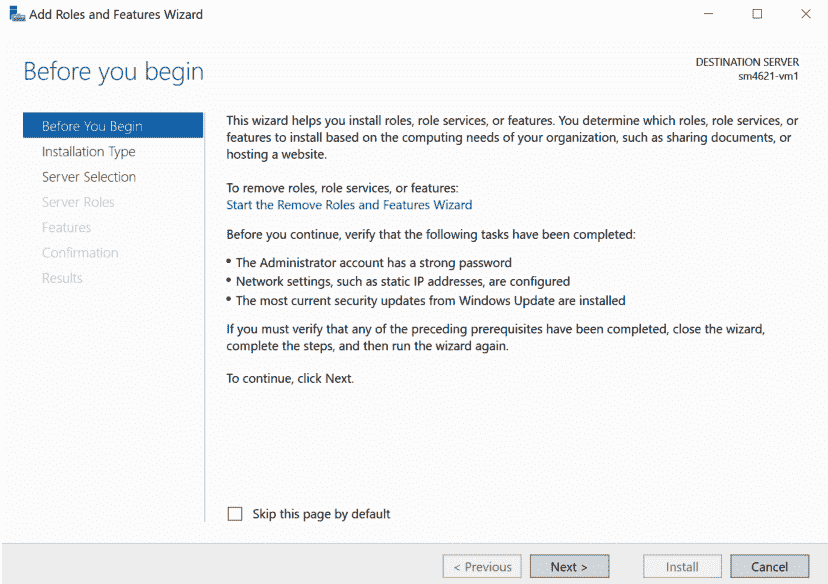 Add Roles and Features Wizard
Before you begin
DESTINATION SERVER
sm4621-vm1
Before You Begin
Installation Type
Server Selection
Server Roles
Features
Confirmation
Results
This wizard helps you install roles, role services, or features. You determine which roles, role services, or
features to install based on the computing needs of your organization, such as sharing documents, or
hosting a website.
To remove roles, role services, or features:
Start the Remove Roles and Features Wizard
Before you continue, verify that the following tasks have been completed:
• The Administrator account has a strong password
• Network settings, such as static IP addresses, are configured
• The most current security updates from Windows Update are installed
If you must verify that any of the preceding prerequisites have been completed, close the wizard,
complete the steps, and then run the wizard again.
To continue, click Next.
Skip this page by default
< Previous
Next >
Install
Cancel